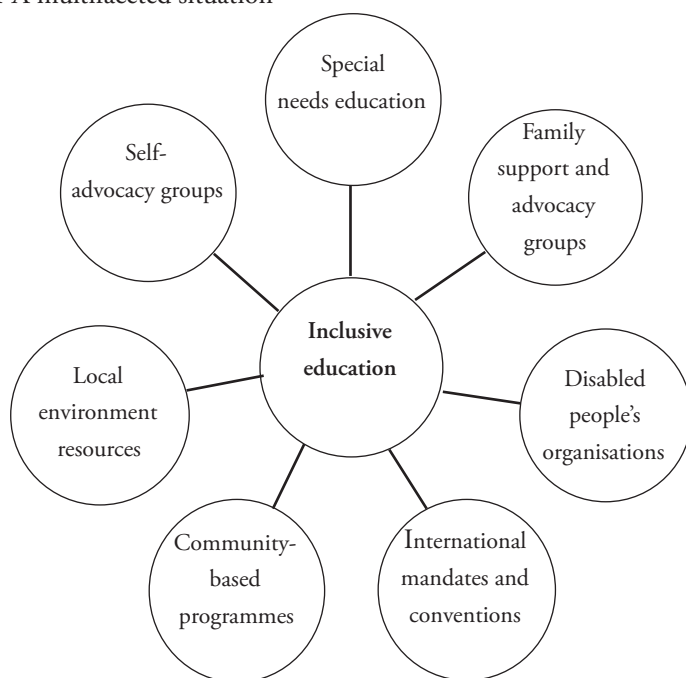 A multifaceted situation
Special
needs education
Self-
advocacy groups
Family
support and
advocacy
groups
Inclusive
education
Local
environment
resources
Disabled
people's
organisations
Community-
based
programmes
International
mandates and
conventions